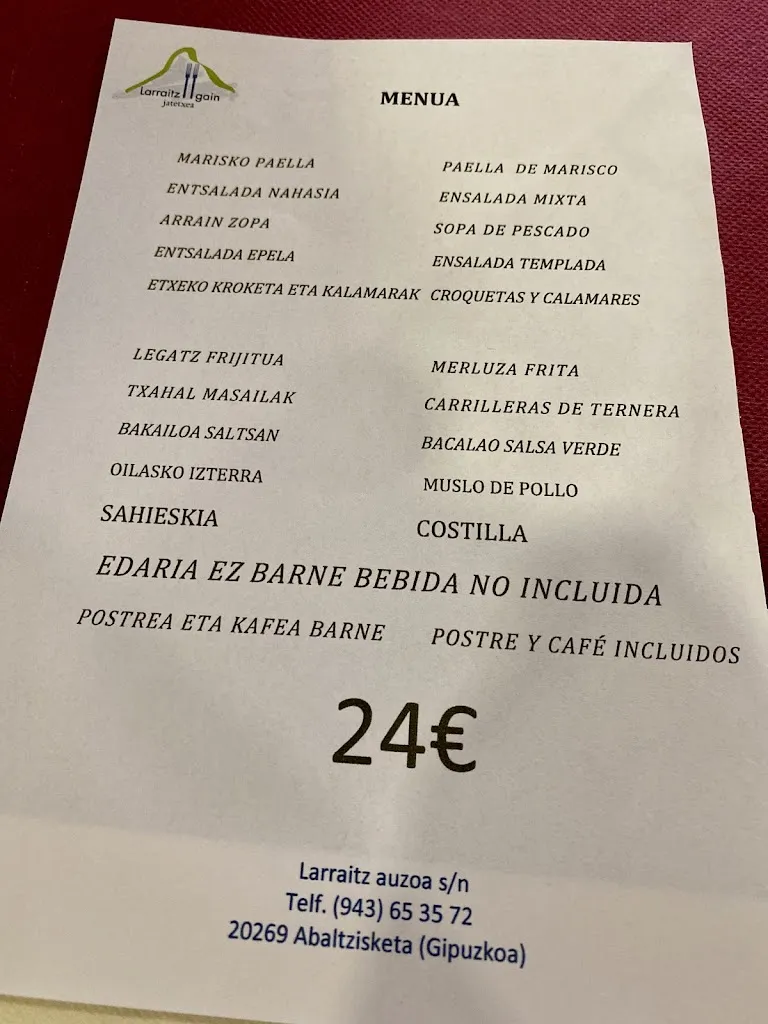 Larraitz gain
jatetxea
MENUA
MARISKO PAELLA PAELLA DE MARISCO
ENTSALADA NAHASIA ENSALADA MIXTA
ARRAIN ZOPA SOPA DE PESCADO
ENTSALADA EPELA ENSALADA TEMPLADA
ETXEKO KROKETA ETA KALAMARAK CROQUETAS Y CALAMARES
LEGATZ FRIJITUA MERLUZA FRITA
TXAHAL MASAILAK CARRILLERAS DE TERNERA
BAKAILOA SALTSAN BACALAO SALSA VERDE
OILASKO IZTERRA MUSLO DE POLLO
SAHIESKIA COSTILLA
EDARIA EZ BARNE BEBIDA NO INCLUIDA
POSTREA ETA KAFEA BARNE POSTRE Y CAFÉ INCLUIDOS
24€
Larraitz auzoa s/n
Telf. (943) 65 35 72
20269 Abaltzisketa (Gipuzkoa)